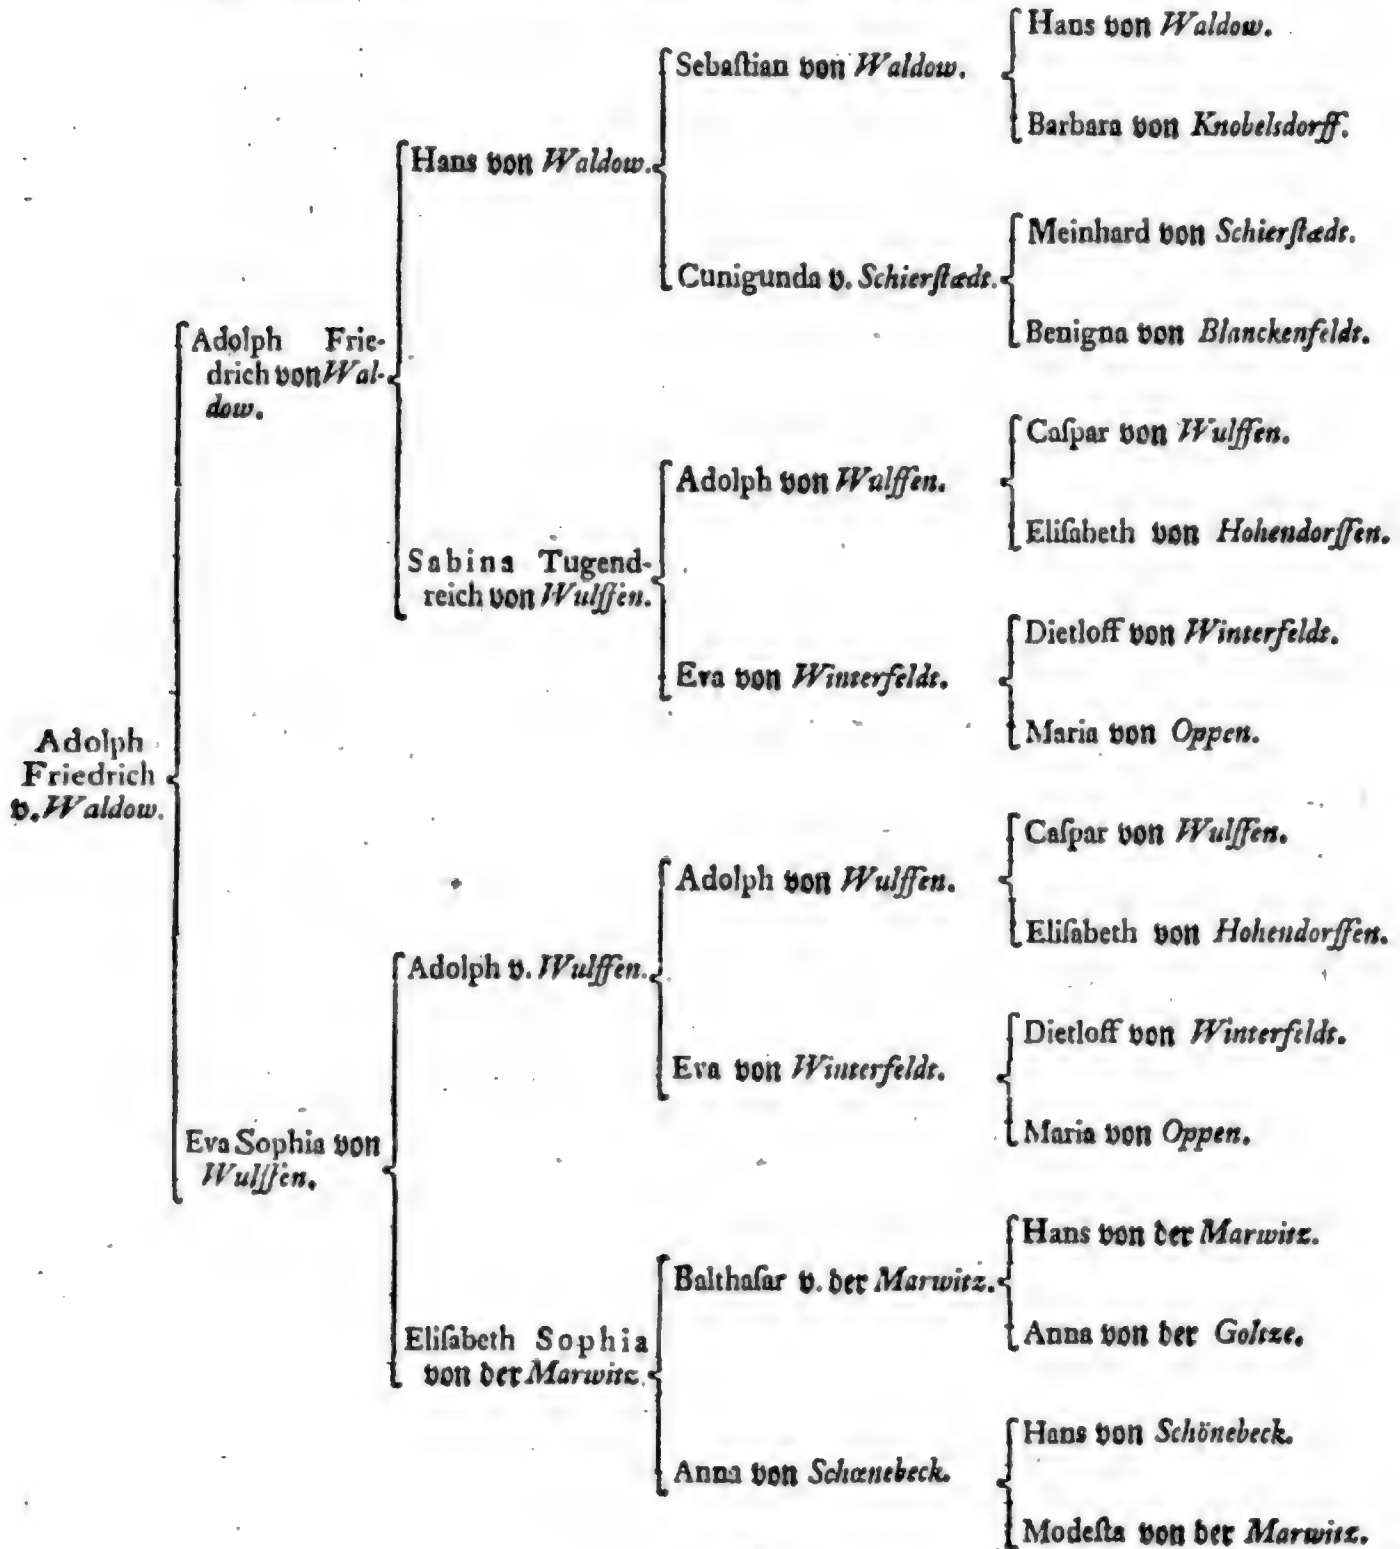 Hans von Waldow.
Sebaſtian von Waldow.
Barbara von Knobelsdorff.
Hans von Waldow.
Meinhard von Schierſtædt.
Cunigunda v. Schierſtædt.
Benigna von Blanckenfeldt.
Adolph Frie-
drich von Wal-
dow.
Caſpar von Wulffen.
Adolph von Wulffen.
Eliſabeth von Hohendorffen.
Sabina Tugend-
reich von Wulffen.
Dietloff von Winterfeldt.
Eva von Winterfeldt.
Maria von Oppen.
Adolph
Friedrich
v. Waldow.
Caſpar von Wulffen.
Adolph von Wulffen.
Eliſabeth von Hohendorffen.
Adolph v. Wulffen.
Dietloff von Winterfeldt.
Eva von Winterfeldt.
Maria von Oppen.
Eva Sophia von
Wulffen.
Hans von der Marwitz.
Balthaſar v. der Marwitz.
Anna von der Goltze.
Eliſabeth Sophia
von der Marwitz.
Hans von Schönebeck.
Anna von Schœnebeck.
Modeſta von der Marwitz.